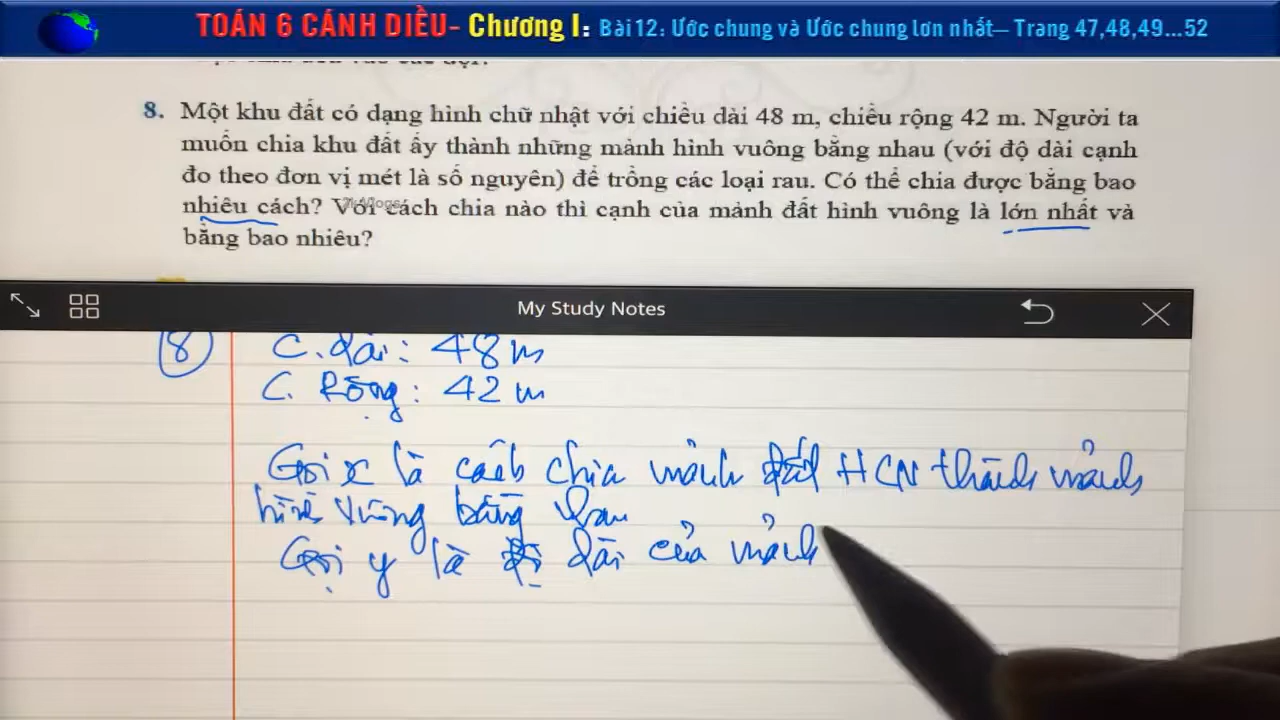 TOÁN 6 CÁNH DIỀU- Chương I: Bài 12: Ước chung và Ước chung lớn nhất– Trang 47,48,49...52
8. Một khu đất có dạng hình chữ nhật với chiều dài 48 m, chiều rộng 42 m. Người ta
muốn chia khu đất ấy thành những mảnh hình vuông bằng nhau (với độ dài cạnh
đo theo đơn vị mét là số nguyên) để trồng các loại rau. Có thể chia được bằng bao
nhiêu cách? Với cách chia nào thì cạnh của mảnh đất hình vuông là lớn nhất và
bằng bao nhiêu?
My Study Notes
8 C. dài: 48 m
C. Rộng: 42 m
Gọi x là cách chia mảnh đất HCN thành mảnh
hình vuông bằng nhau
Gọi y là độ dài của mảnh